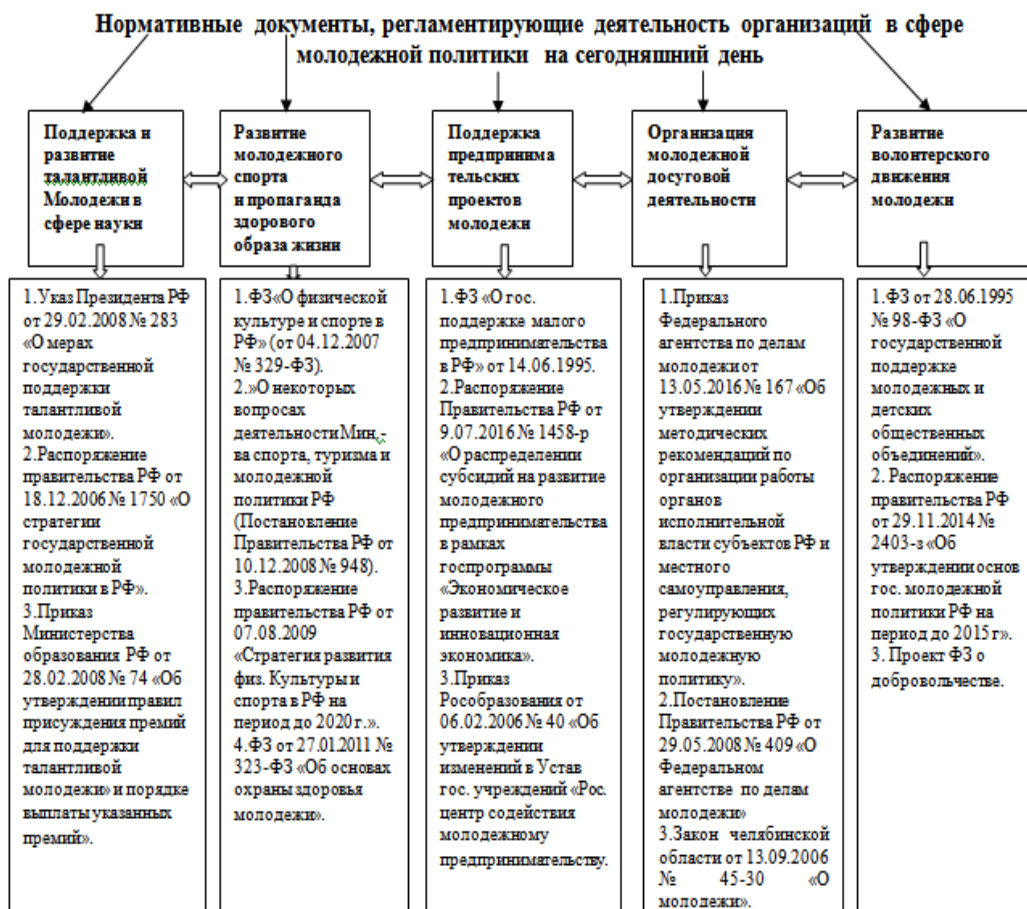 Нормативные документы, регламентирующие деятельность организаций в сфере
молодежной политики на сегодняшний день
Поддержка и
развитие
талантливой
Молодежи в
сфере науки
Развитие
молодежного
спорта
и пропаганда
здорового
образа жизни
Поддержка
предпринима
тельских
проектов
молодежи
Организация
молодежной
досуговой
деятельности
Развитие
волонтерского
движения
молодежи
1.Указ Президента РФ
от 29.02.2008 № 283
«О мерах
государственной
поддержки
талантливой
молодежи».
2.Распоряжение
правительства РФ от
18.12.2006 № 1750 «О
стратегии
государственной
молодежной
политики в РФ».
3.Приказ
Министерства
образования РФ от
28.02.2008 № 74 «Об
утверждении правил
присуждения премий
для поддержки
талантливой
молодежи» и порядке
выплаты указанных
премий».
1.ФЗ«О физической
культуре и спорте в
РФ» (от 04.12.2007
№ 329-ФЗ).
2.»О некоторых
вопросах
деятельности Мин,-
ва спорта, туризма и
молодежной
политики РФ
(Постановление
Правительства РФ от
10.12.2008 № 948).
3.Распоряжение
правительства РФ от
07.08.2009
«Стратегия развития
физ. Культуры и
спорта в РФ на
период до 2020 г.».
4.ФЗ от 27.01.2011 №
323-ФЗ «Об основах
охраны здоровья
молодежи».
1.ФЗ «О гос.
поддержке малого
предпринимательства
в РФ» от 14.06.1995.
2.Распоряжение
Правительства РФ от
9.07.2016 № 1458-р
«О распределении
субсидий на развитие
молодежного
предпринимательства
в рамках
госпрограммы
«Экономическое
развитие и
инновационная
экономика».
3.Приказ
Рособразования от
06.02.2006 № 40 «Об
утверждении
изменений в Устав
гос. учреждений «Рос.
центр содействия
молодежному
предпринимательству.
1.Приказ
Федерального
агентства по делам
молодежи от
13.05.2016 № 167 «Об
утверждении
методических
рекомендаций по
организации работы
органов
исполнительной
власти субъектов РФ и
местного
самоуправления,
регулирующих
государственную
молодежную
политику».
2.Постановление
Правительства РФ от
29.05.2008 № 409 «О
Федеральном
агентстве по делам
молодежи»
3.Закон челябинской
области от 13.09.2006
№ 45-30 «О
молодежи».
1.ФЗ от 28.06.1995
№ 98-ФЗ «О
государственной
поддержке
молодежных и
детских
общественных
объединений».
2. Распоряжение
правительства РФ
от 29.11.2014 №
2403-з «Об
утверждении основ
гос. молодежной
политики РФ на
период до 2015 г».
3. Проект ФЗ о
добровольчестве.